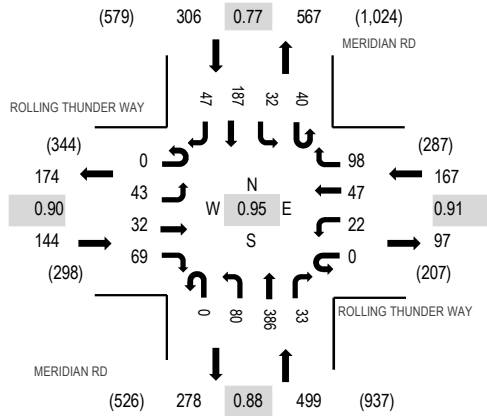 (579) 306 0.77 567 (1,024)
MERIDIAN RD
47 187 32 40
ROLLING THUNDER WAY
(344) (287)
174 0 98 167
43 N 47
0.90 W 0.95 E 0.91
32 22
144 S 97
69 0
(298) (207)
0 80 386 33
ROLLING THUNDER WAY
MERIDIAN RD
(526) 278 0.88 499 (937)